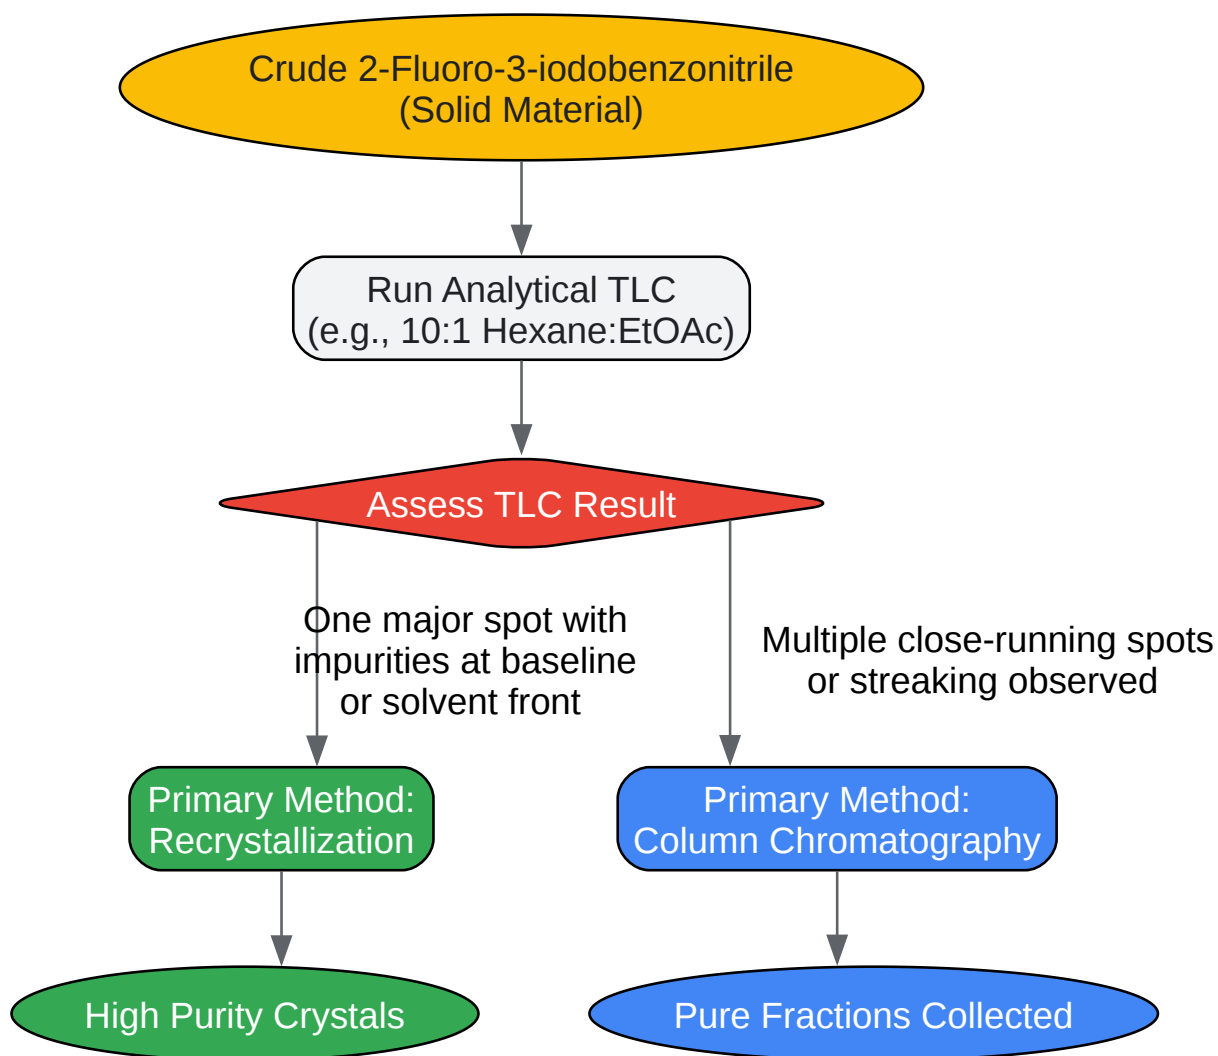 Crude 2-Fluoro-3-iodobenzonitrile
(Solid Material)
Run Analytical TLC
(e.g., 10:1 Hexane:EtOAc)
Assess TLC Result
One major spot with
impurities at baseline
or solvent front
Multiple close-running spots
or streaking observed
Primary Method:
Recrystallization
Primary Method:
Column Chromatography
High Purity Crystals
Pure Fractions Collected